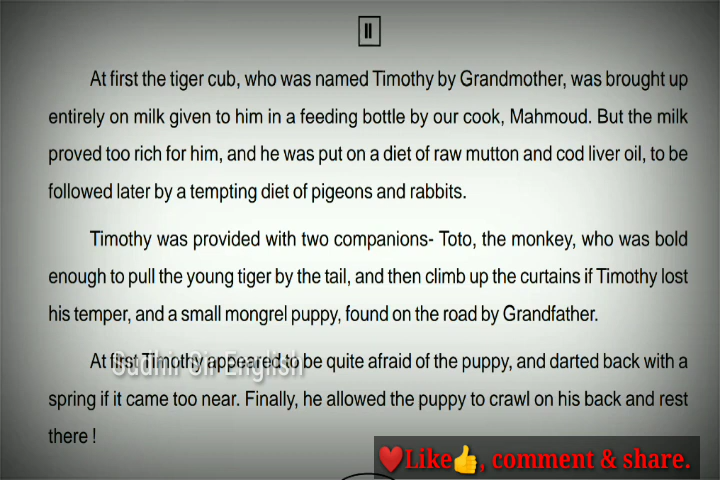 II
At first the tiger cub, who was named Timothy by Grandmother, was brought up
entirely on milk given to him in a feeding bottle by our cook, Mahmoud. But the milk
proved too rich for him, and he was put on a diet of raw mutton and cod liver oil, to be
followed later by a tempting diet of pigeons and rabbits.
Timothy was provided with two companions- Toto, the monkey, who was bold
enough to pull the young tiger by the tail, and then climb up the curtains if Timothy lost
his temper, and a small mongrel puppy, found on the road by Grandfather.
At first Timothy appeared to be quite afraid of the puppy, and darted back with a
Sudhir Sir English
spring if it came too near. Finally, he allowed the puppy to crawl on his back and rest
there !
❤️Like👍, comment & share.